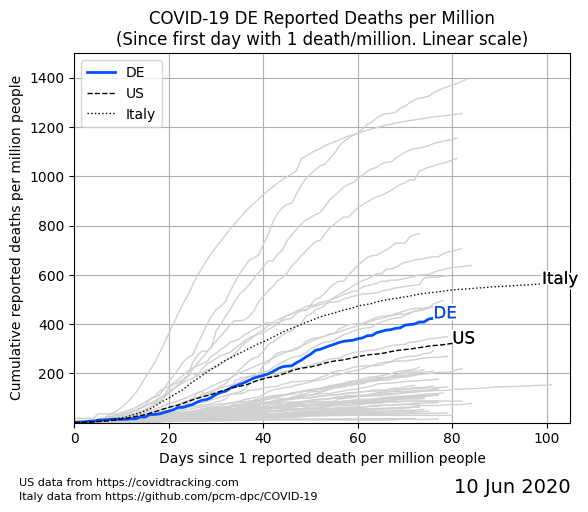 COVID-19 DE Reported Deaths per Million
(Since first day with 1 death/million. Linear scale)
Cumulative reported deaths per million people
1400
1200
1000
800
600
400
200
DE
US
Italy
Italy
DE
US
0 20 40 60 80 100
Days since 1 reported death per million people
US data from https://covidtracking.com
Italy data from https://github.com/pcm-dpc/COVID-19
10 Jun 2020